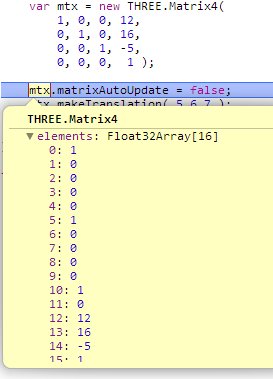 var mtx = new THREE.Matrix4(
1, 0, 0, 12,
0, 1, 0, 16,
0, 0, 1, -5,
0, 0, 0, 1 );
mtx.matrixAutoUpdate = false;
mtx.makeTranslation( 5,6,7 );
THREE.Matrix4
▼ elements: Float32Array[16]
0: 1
1: 0
2: 0
3: 0
4: 0
5: 1
6: 0
7: 0
8: 0
9: 0
10: 1
11: 0
12: 12
13: 16
14: -5
15: 1